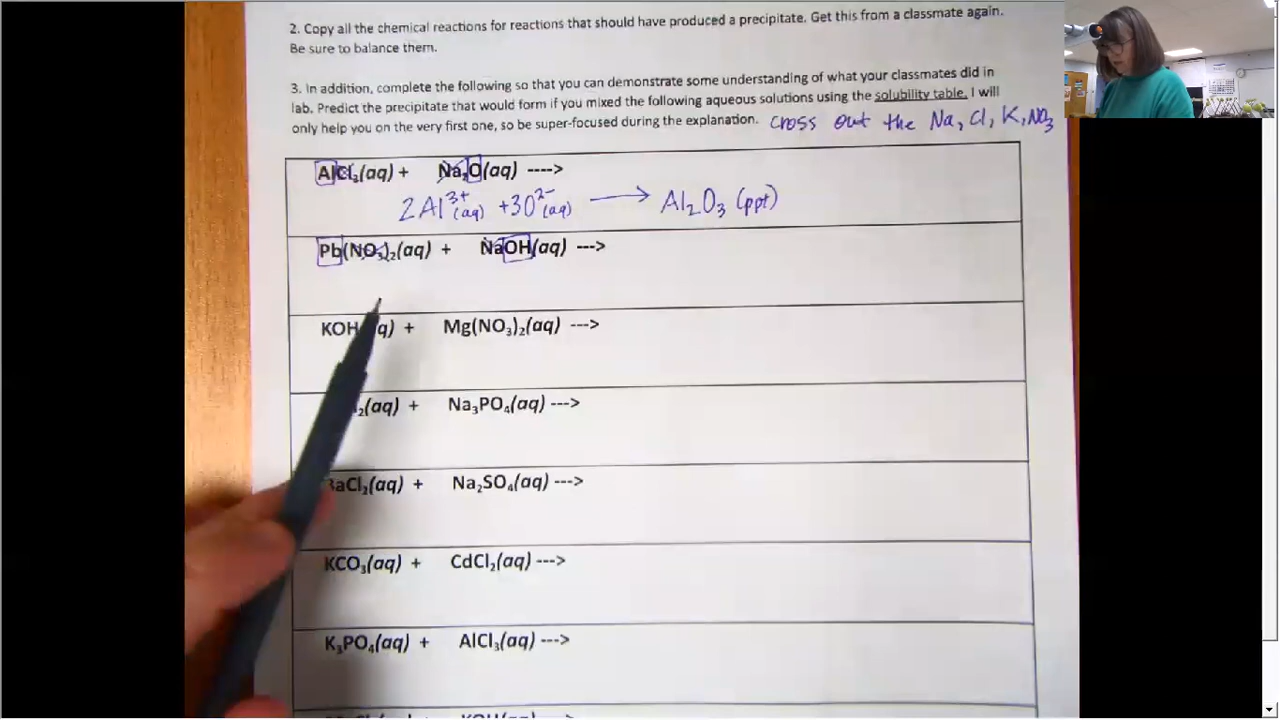 2. Copy all the chemical reactions for reactions that should have produced a precipitate. Get this from a classmate again.
Be sure to balance them.
3. In addition, complete the following so that you can demonstrate some understanding of what your classmates did in
lab. Predict the precipitate that would form if you mixed the following aqueous solutions using the solubility table. I will
only help you on the very first one, so be super-focused during the explanation. Cross out the Na, Cl, K, NO₃
AlCl₃(aq) + Na₂O(aq) ---->
2Al³⁺(aq) + 3O²⁻(aq) ⟶ Al₂O₃ (ppt)
Pb(NO₃)₂(aq) + NaOH(aq) --->
KOH(aq) + Mg(NO₃)₂(aq) --->
₂(aq) + Na₃PO₄(aq) --->
BaCl₂(aq) + Na₂SO₄(aq) --->
KCO₃(aq) + CdCl₂(aq) --->
K₃PO₄(aq) + AlCl₃(aq) --->